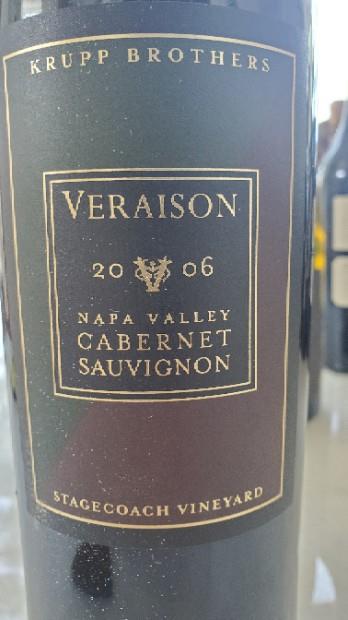 KRUPP BROTHERS
VERAISON
20 06
NAPA VALLEY
CABERNET
SAUVIGNON
STAGECOACH VINEYARD